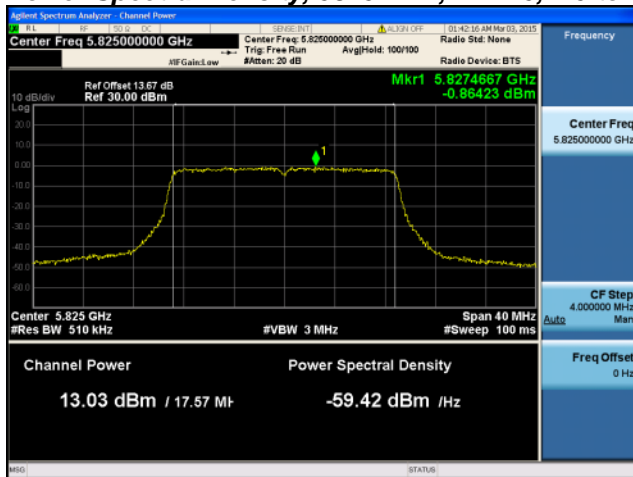 Agilent Spectrum Analyzer - Channel Power
RL RF 50 Ω DC SENSE:INT ALIGN OFF 01:42:16 AM Mar 03, 2015
Center Freq 5.825000000 GHz Center Freq: 5.825000000 GHz Radio Std: None Frequency
Trig: Free Run Avg|Hold: 100/100
#IFGain:Low #Atten: 20 dB Radio Device: BTS
Mkr1 5.8274667 GHz
Ref Offset 13.67 dB
10 dB/div Ref 30.00 dBm -0.86423 dBm
Log
20.0
10.0
0.00
-10.0
-20.0
-30.0
-40.0
-50.0
-60.0
1
Center Freq
5.825000000 GHz
Center 5.825 GHz Span 40 MHz
#Res BW 510 kHz #VBW 3 MHz #Sweep 100 ms
CF Step
4.000000 MHz
Auto Man
Channel Power Power Spectral Density
13.03 dBm / 17.57 MH -59.42 dBm /Hz
Freq Offset
0 Hz
MSG STATUS